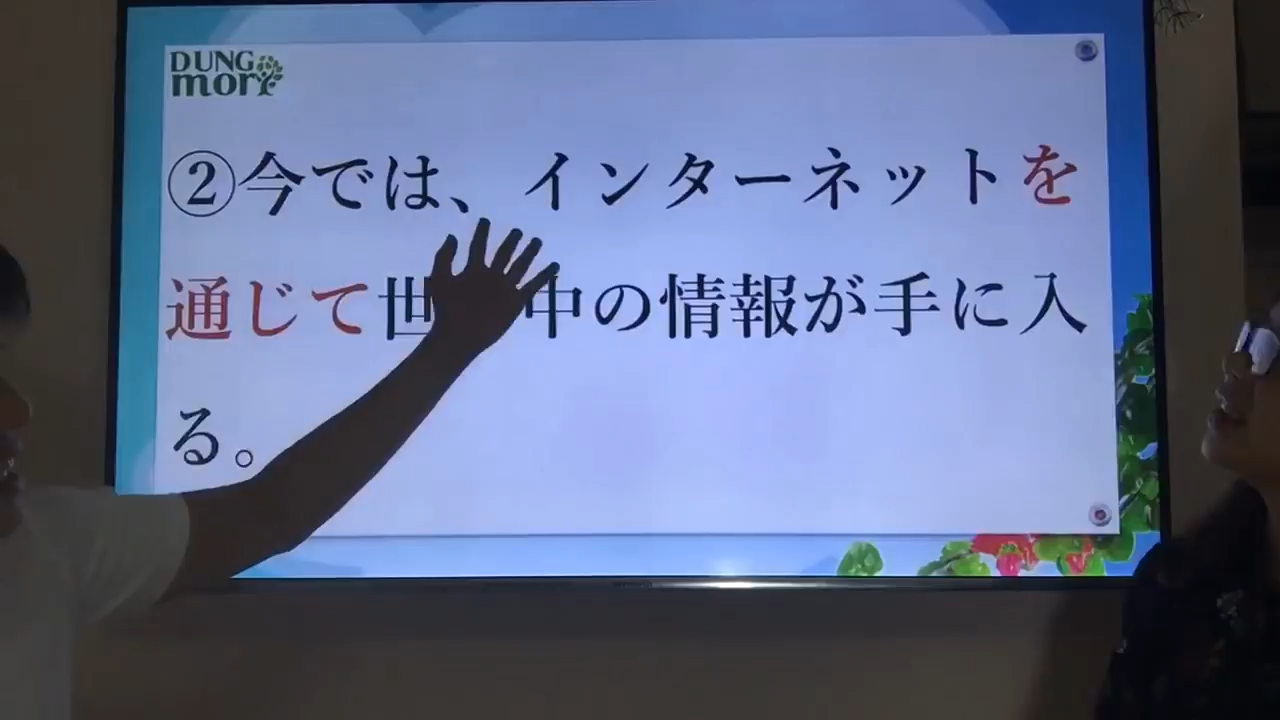 DUNG
mori
②今では、インターネットを
通じて世 中の情報が手に入
る。